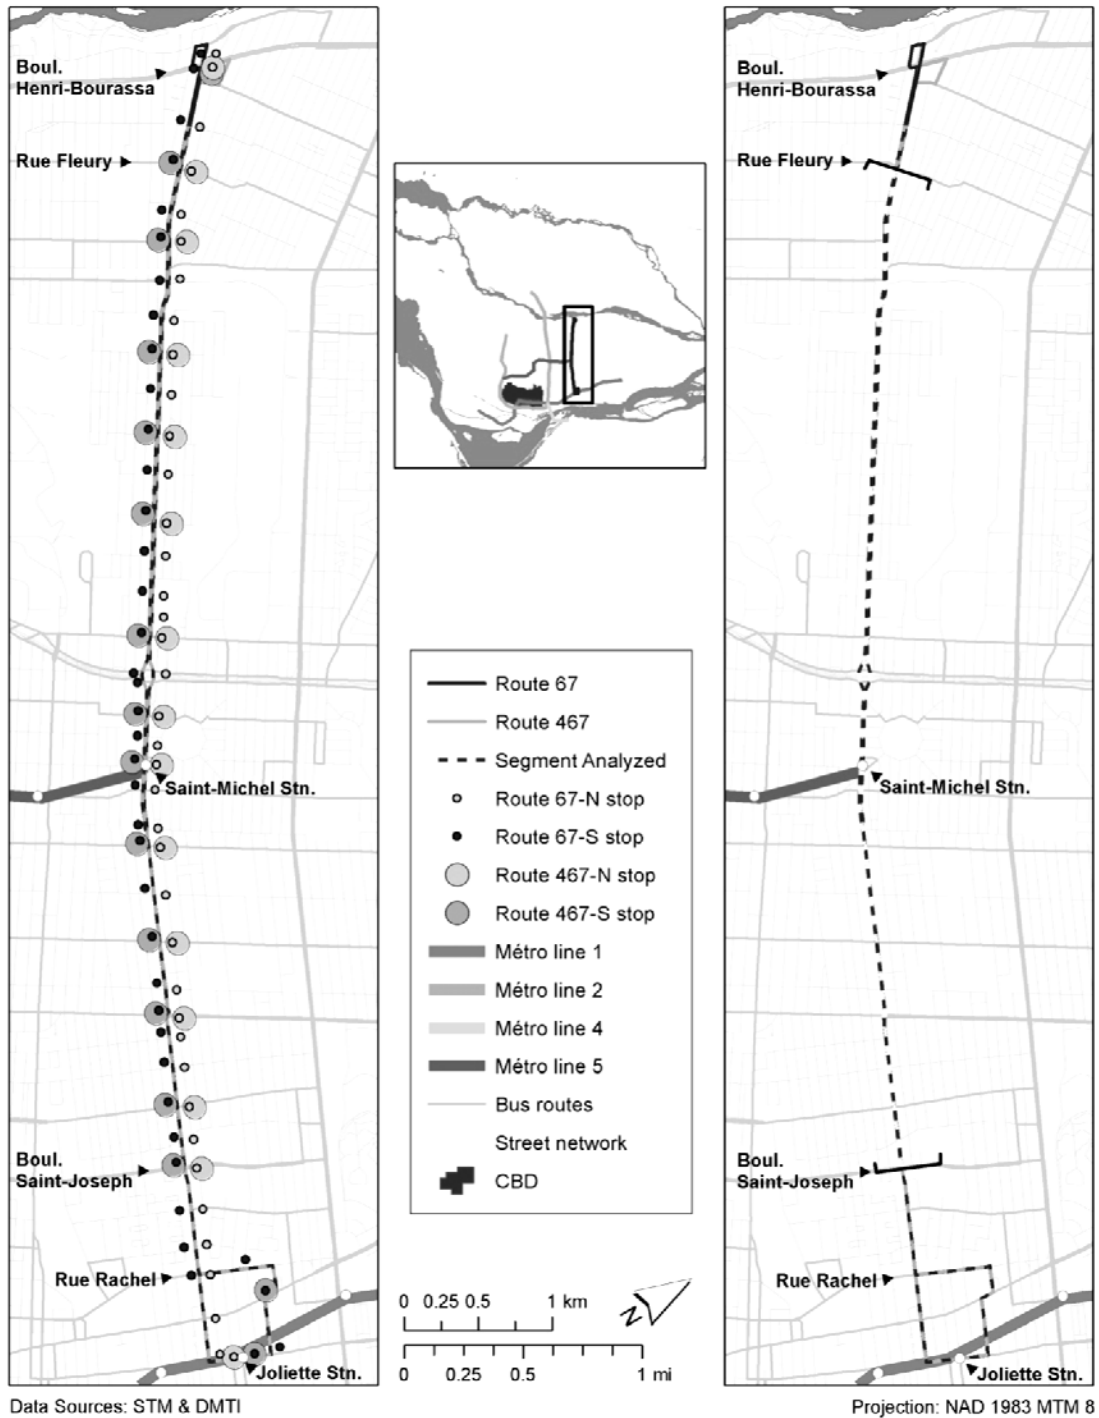 Boul.
Henri-Bourassa
Rue Fleury
Saint-Michel Stn.
Boul.
Saint-Joseph
Rue Rachel
Joliette Stn.
Data Sources: STM & DMTI
Route 67
Route 467
Segment Analyzed
Route 67-N stop
Route 67-S stop
Route 467-N stop
Route 467-S stop
Métro line 1
Métro line 2
Métro line 4
Métro line 5
Bus routes
Street network
CBD
0 0.25 0.5 1 km
N
0 0.25 0.5 1 mi
Boul.
Henri-Bourassa
Rue Fleury
Saint-Michel Stn.
Boul.
Saint-Joseph
Rue Rachel
Joliette Stn.
Projection: NAD 1983 MTM 8